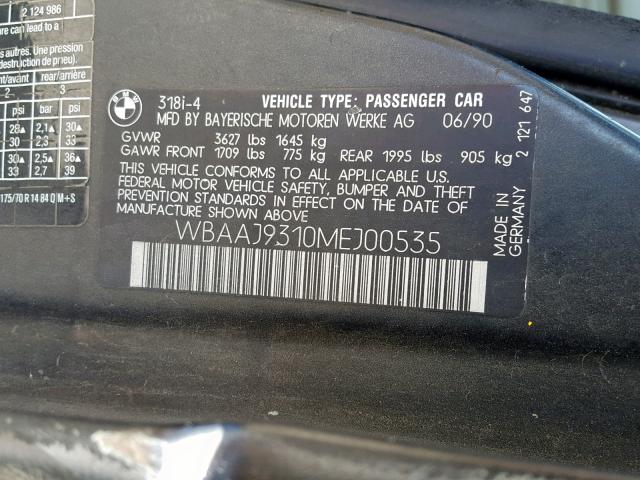 2 124 986
are can lead to a
autres. Une pression
destruction de pneu).
avant rear/arrière
2 3
psi bar psi
28 2,1 30
30 2,3 33
30 2,5 36
33 2,7 39
175/70 R 14 84 Q M+S
BMW
318i-4 VEHICLE TYPE: PASSENGER CAR
MFD BY BAYERISCHE MOTOREN WERKE AG 06/90
GVWR 3627 lbs 1645 kg
GAWR FRONT 1709 lbs 775 kg REAR 1995 lbs 905 kg
THIS VEHICLE CONFORMS TO ALL APPLICABLE U.S.
FEDERAL MOTOR VEHICLE SAFETY, BUMPER AND THEFT
PREVENTION STANDARDS IN EFFECT ON THE DATE
OF MANUFACTURE SHOWN ABOVE
WBAAJ9310MEJ00535
MADE IN
GERMANY
2 121 647